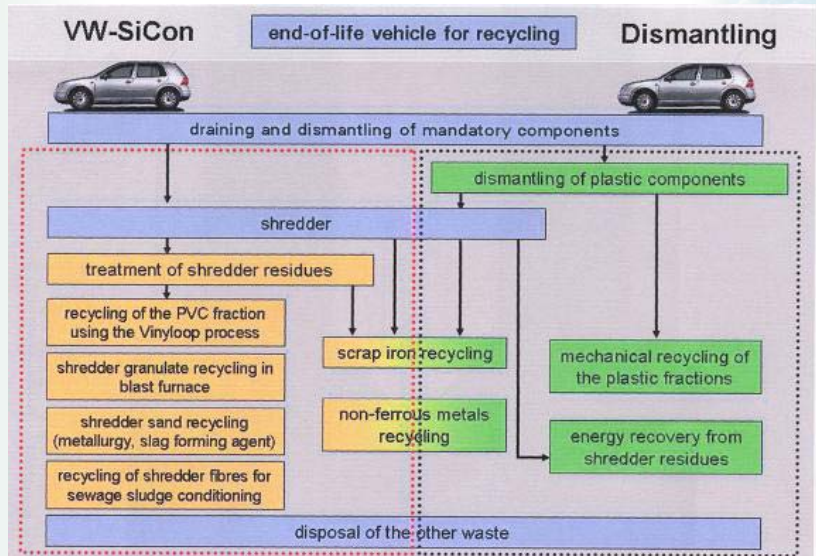 VW-SiCon
end-of-life vehicle for recycling
Dismantling
draining and dismantling of mandatory components
dismantling of plastic components
shredder
treatment of shredder residues
recycling of the PVC fraction
using the Vinyloop process
scrap iron recycling
mechanical recycling of
the plastic fractions
shredder granulate recycling in
blast furnace
non-ferrous metals
recycling
shredder sand recycling
(metallurgy, slag forming agent)
energy recovery from
shredder residues
recycling of shredder fibres for
sewage sludge conditioning
disposal of the other waste